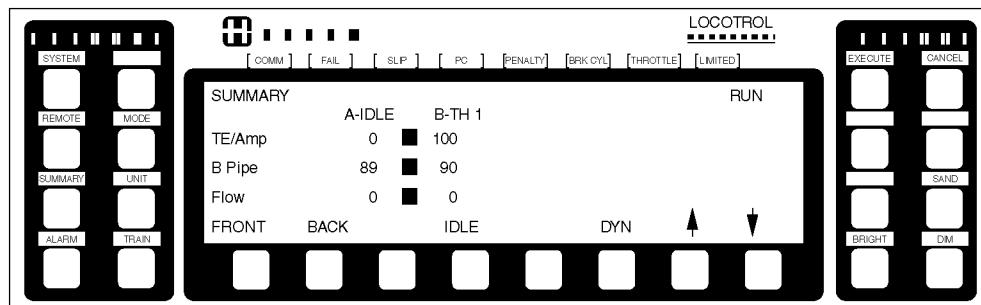 LOCOTROL
[ COMM ] [ FAIL ] [ SLIP ] [ PC ] [PENALTY] [BRK CYL] [THROTTLE] [LIMITED]
SYSTEM
REMOTE MODE
SUMMARY UNIT
ALARM TRAIN
SUMMARY RUN
A-IDLE B-TH 1
TE/Amp 0 100
B Pipe 89 90
Flow 0 0
FRONT BACK IDLE DYN
EXECUTE CANCEL
SAND
BRIGHT DIM